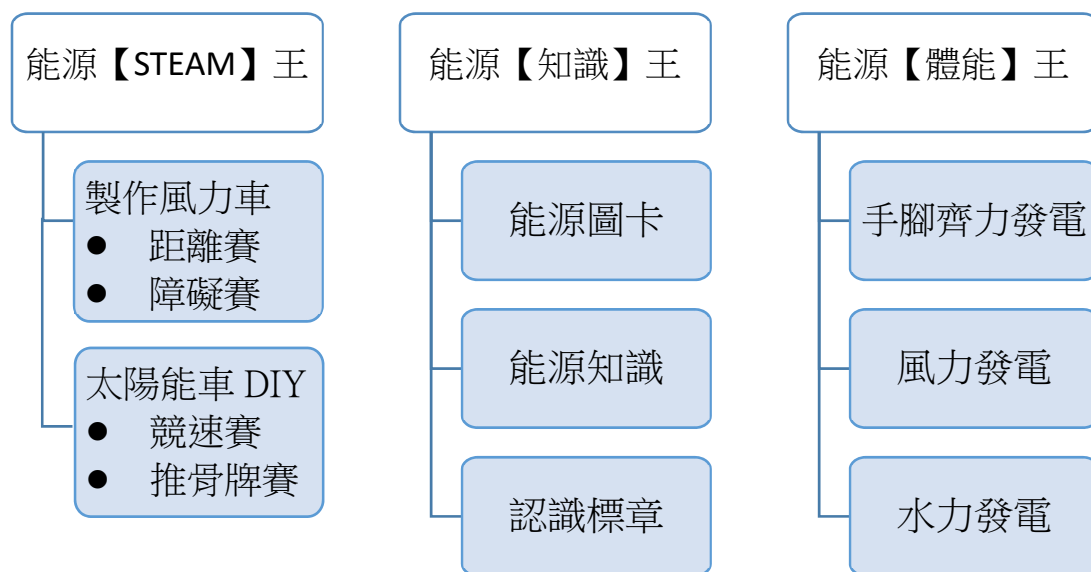 能源【STEAM】王
製作風力車
● 距離賽
● 障礙賽
太陽能車 DIY
● 競速賽
● 推骨牌賽
能源【知識】王
能源圖卡
能源知識
認識標章
能源【體能】王
手腳齊力發電
風力發電
水力發電